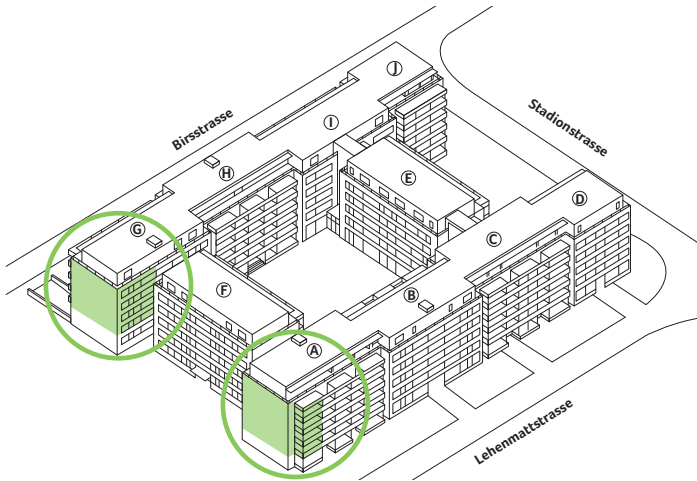 J
Birsstrasse
Stadionstrasse
I
H
E
D
G
C
F
B
A
Lehenmattstrasse